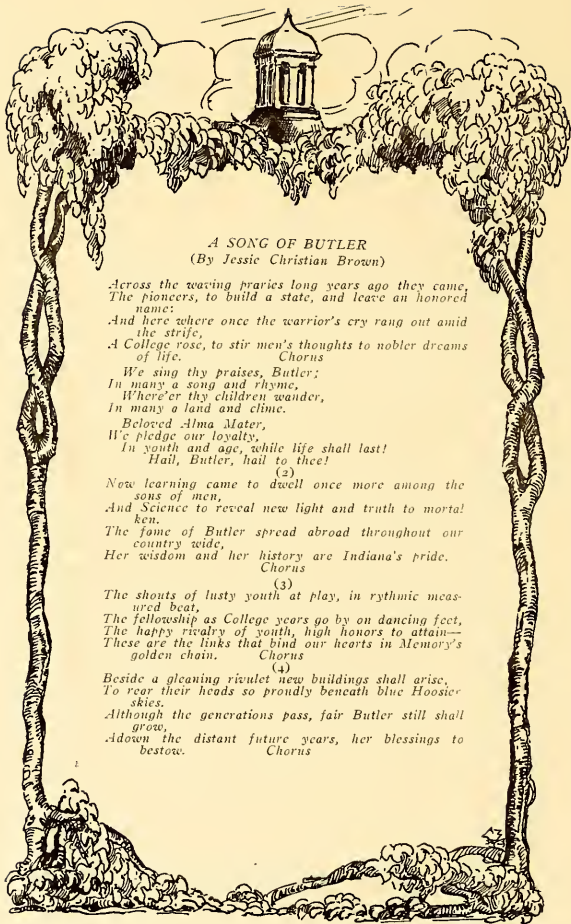 A SONG OF BUTLER
(By Jessie Christian Brown)
Across the waving praries long years ago they came,
The pioneers, to build a state, and leave an honored
name:
And here where once the warrior's cry rang out amid
the strife,
A College rose, to stir men's thoughts to nobler dreams
of life. Chorus
We sing thy praises, Butler;
In many a song and rhyme,
Where'er thy children wander,
In many a land and clime.
Beloved Alma Mater,
We pledge our loyalty,
In youth and age, while life shall last!
Hail, Butler, hail to thee!
(2)
Now learning came to dwell once more among the
sons of men,
And Science to reveal new light and truth to mortal
ken.
The fame of Butler spread abroad throughout our
country wide,
Her wisdom and her history are Indiana's pride.
Chorus
(3)
The shouts of lusty youth at play, in rythmic meas-
ured beat,
The fellowship as College years go by on dancing feet,
The happy rivalry of youth, high honors to attain—
These are the links that bind our hearts in Memory's
golden chain. Chorus
(4)
Beside a gleaning rivulet new buildings shall arise,
To rear their heads so proudly beneath blue Hoosier
skies.
Although the generations pass, fair Butler still shall
grow,
Adown the distant future years, her blessings to
bestow. Chorus